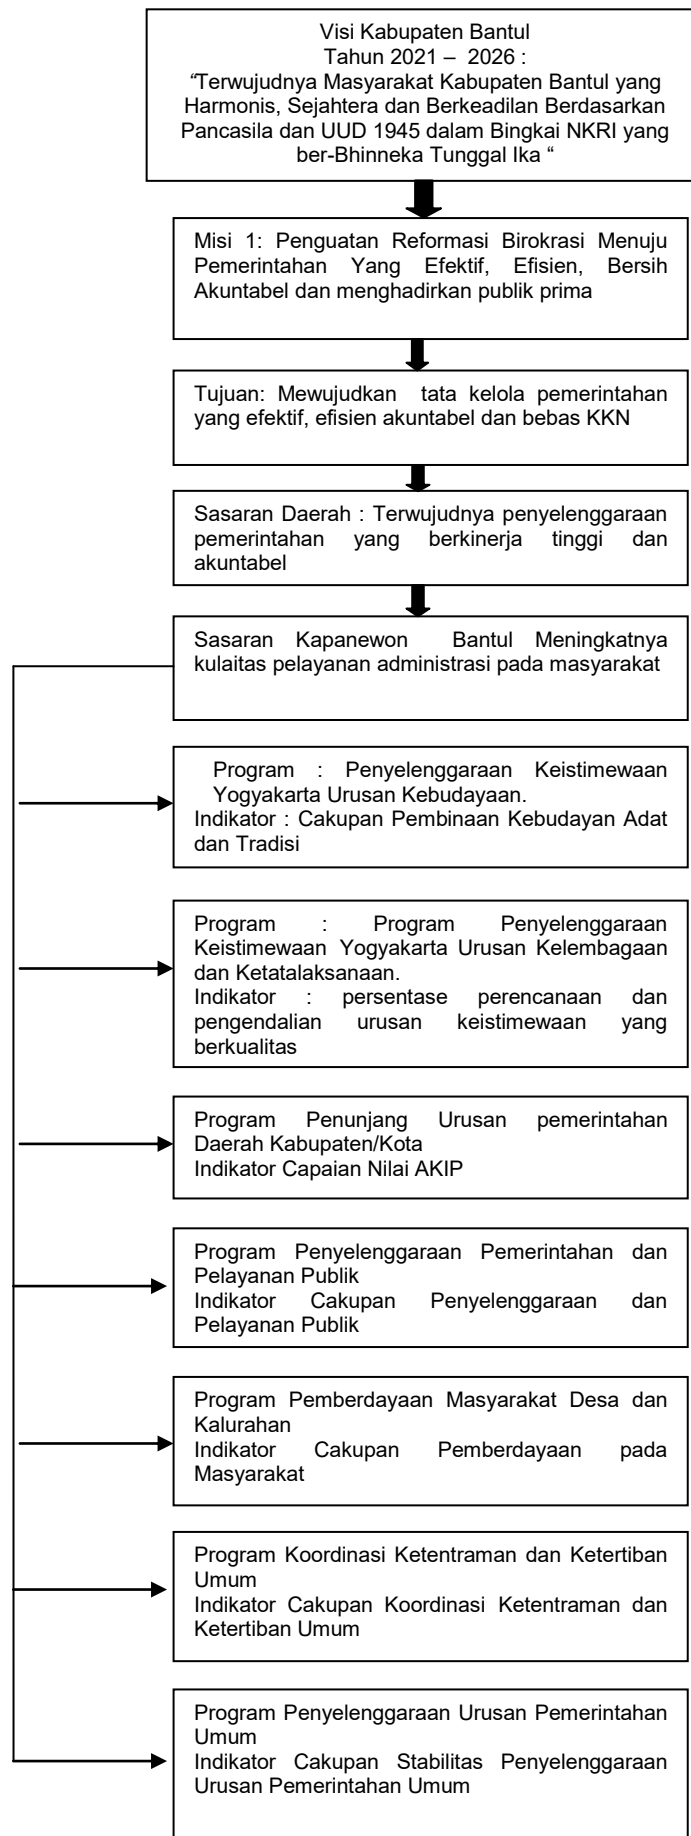 Visi Kabupaten Bantul
Tahun 2021 – 2026 :
“Terwujudnya Masyarakat Kabupaten Bantul yang
Harmonis, Sejahtera dan Berkeadilan Berdasarkan
Pancasila dan UUD 1945 dalam Bingkai NKRI yang
ber-Bhinneka Tunggal Ika “
Misi 1: Penguatan Reformasi Birokrasi Menuju
Pemerintahan Yang Efektif, Efisien, Bersih
Akuntabel dan menghadirkan publik prima
Tujuan: Mewujudkan tata kelola pemerintahan
yang efektif, efisien akuntabel dan bebas KKN
Sasaran Daerah : Terwujudnya penyelenggaraan
pemerintahan yang berkinerja tinggi dan
akuntabel
Sasaran Kapanewon Bantul Meningkatnya
kulaitas pelayanan administrasi pada masyarakat
Program : Penyelenggaraan Keistimewaan
Yogyakarta Urusan Kebudayaan.
Indikator : Cakupan Pembinaan Kebudayan Adat
dan Tradisi
Program : Program Penyelenggaraan
Keistimewaan Yogyakarta Urusan Kelembagaan
dan Ketatalaksanaan.
Indikator : persentase perencanaan dan
pengendalian urusan keistimewaan yang
berkualitas
Program Penunjang Urusan pemerintahan
Daerah Kabupaten/Kota
Indikator Capaian Nilai AKIP
Program Penyelenggaraan Pemerintahan dan
Pelayanan Publik
Indikator Cakupan Penyelenggaraan dan
Pelayanan Publik
Program Pemberdayaan Masyarakat Desa dan
Kalurahan
Indikator Cakupan Pemberdayaan pada
Masyarakat
Program Koordinasi Ketentraman dan Ketertiban
Umum
Indikator Cakupan Koordinasi Ketentraman dan
Ketertiban Umum
Program Penyelenggaraan Urusan Pemerintahan
Umum
Indikator Cakupan Stabilitas Penyelenggaraan
Urusan Pemerintahan Umum